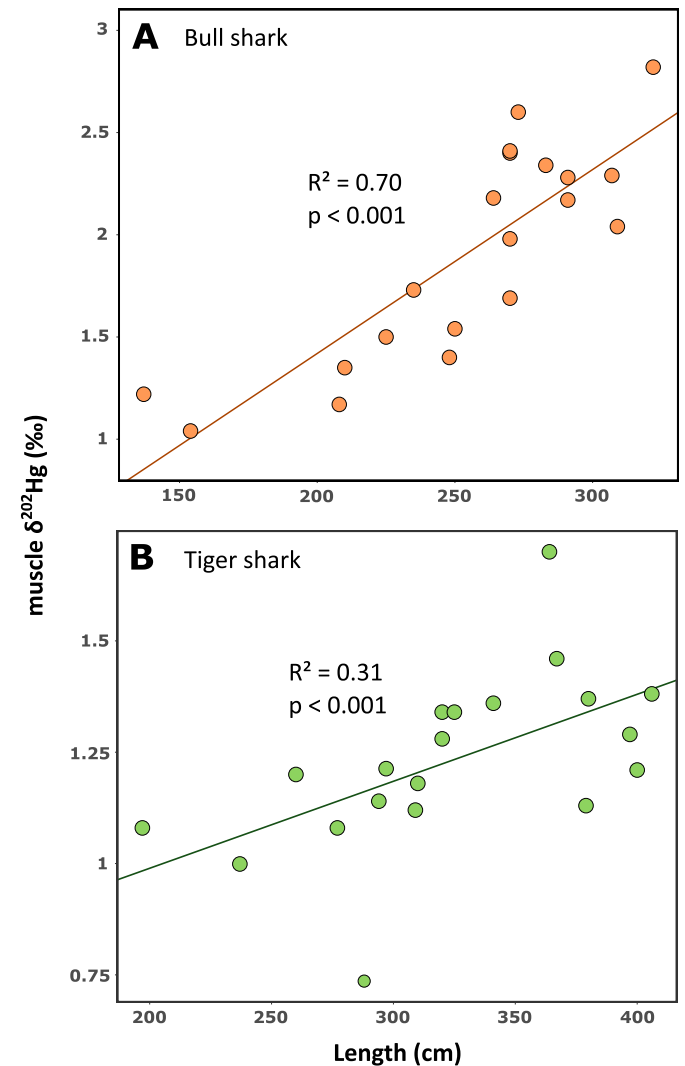 A Bull shark
3
2.5
2
1.5
1
R² = 0.70
p < 0.001
150 200 250 300
muscle δ²⁰²Hg (‰)
B Tiger shark
1.5
1.25
1
0.75
R² = 0.31
p < 0.001
200 250 300 350 400
Length (cm)